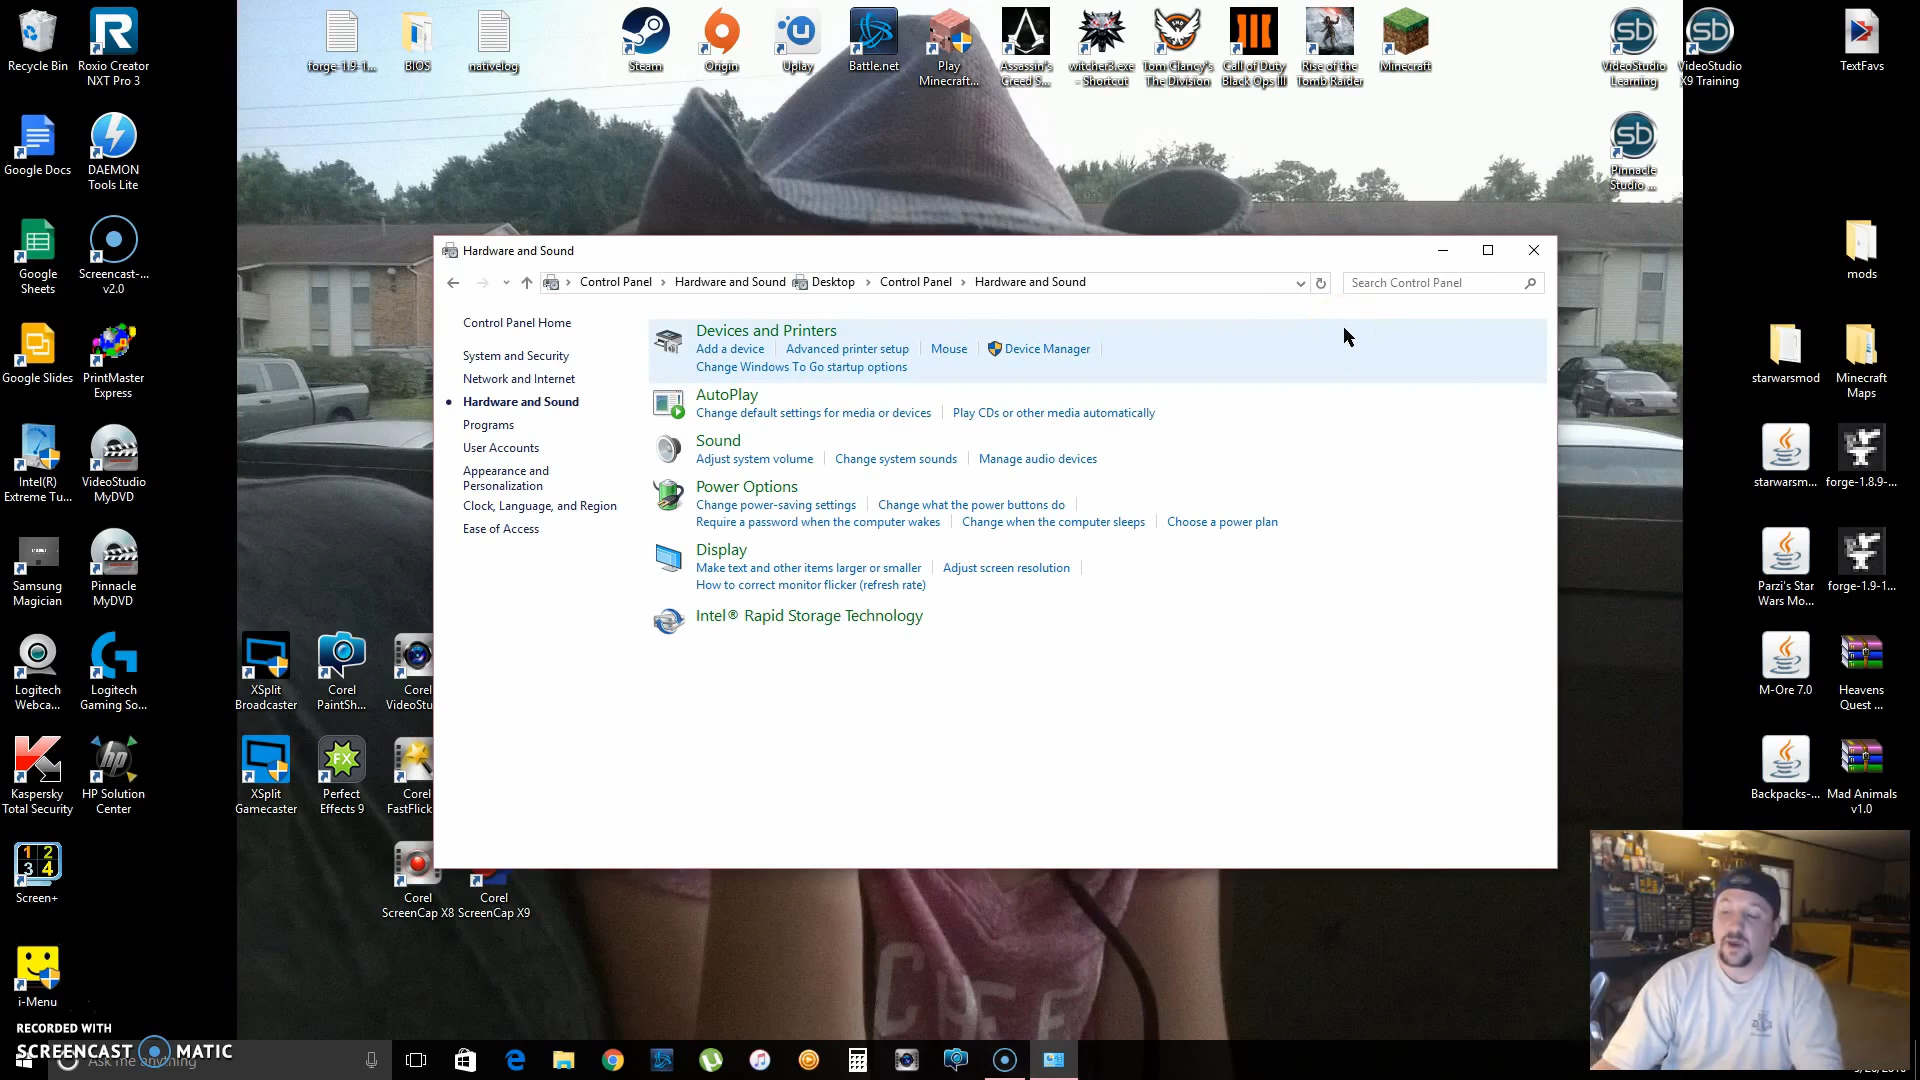 Recycle Bin
Roxio Creator
NXT Pro 3
forge-1.9-1...
BIOS
nativelog
Steam
Origin
Uplay
Battle.net
Play
Minecraft...
Assassin's
Creed S...
witcher3.exe
- Shortcut
Tom Clancy's
The Division
Call of Duty
Black Ops III
Rise of the
Tomb Raider
Minecraft
VideoStudio
Learning
VideoStudio
X9 Training
TextFavs
Google Docs
DAEMON
Tools Lite
Pinnacle
Studio ...
Google
Sheets
Screencast-...
v2.0
mods
Google Slides
PrintMaster
Express
starwarsmod
Minecraft
Maps
Intel(R)
Extreme Tu...
VideoStudio
MyDVD
starwarsm...
forge-1.8.9-...
Samsung
Magician
Pinnacle
MyDVD
Parzi's Star
Wars Mo...
forge-1.9-1...
Logitech
Webca...
Logitech
Gaming So...
XSplit
Broadcaster
Corel
PaintSh...
Corel
VideoStu
M-Ore 7.0
Heavens
Quest ...
Kaspersky
Total Security
HP Solution
Center
XSplit
Gamecaster
Perfect
Effects 9
Corel
FastFlick
Backpacks-...
Mad Animals
v1.0
Screen+
Corel
ScreenCap X8
Corel
ScreenCap X9
i-Menu
Hardware and Sound
Control Panel > Hardware and Sound Desktop > Control Panel > Hardware and Sound
Search Control Panel
Control Panel Home
System and Security
Network and Internet
Hardware and Sound
Programs
User Accounts
Appearance and
Personalization
Clock, Language, and Region
Ease of Access
Devices and Printers
Add a device Advanced printer setup Mouse Device Manager
Change Windows To Go startup options
AutoPlay
Change default settings for media or devices Play CDs or other media automatically
Sound
Adjust system volume Change system sounds Manage audio devices
Power Options
Change power-saving settings Change what the power buttons do
Require a password when the computer wakes Change when the computer sleeps Choose a power plan
Display
Make text and other items larger or smaller Adjust screen resolution
How to correct monitor flicker (refresh rate)
Intel® Rapid Storage Technology
RECORDED WITH
SCREENCAST MATIC
Ask me anything